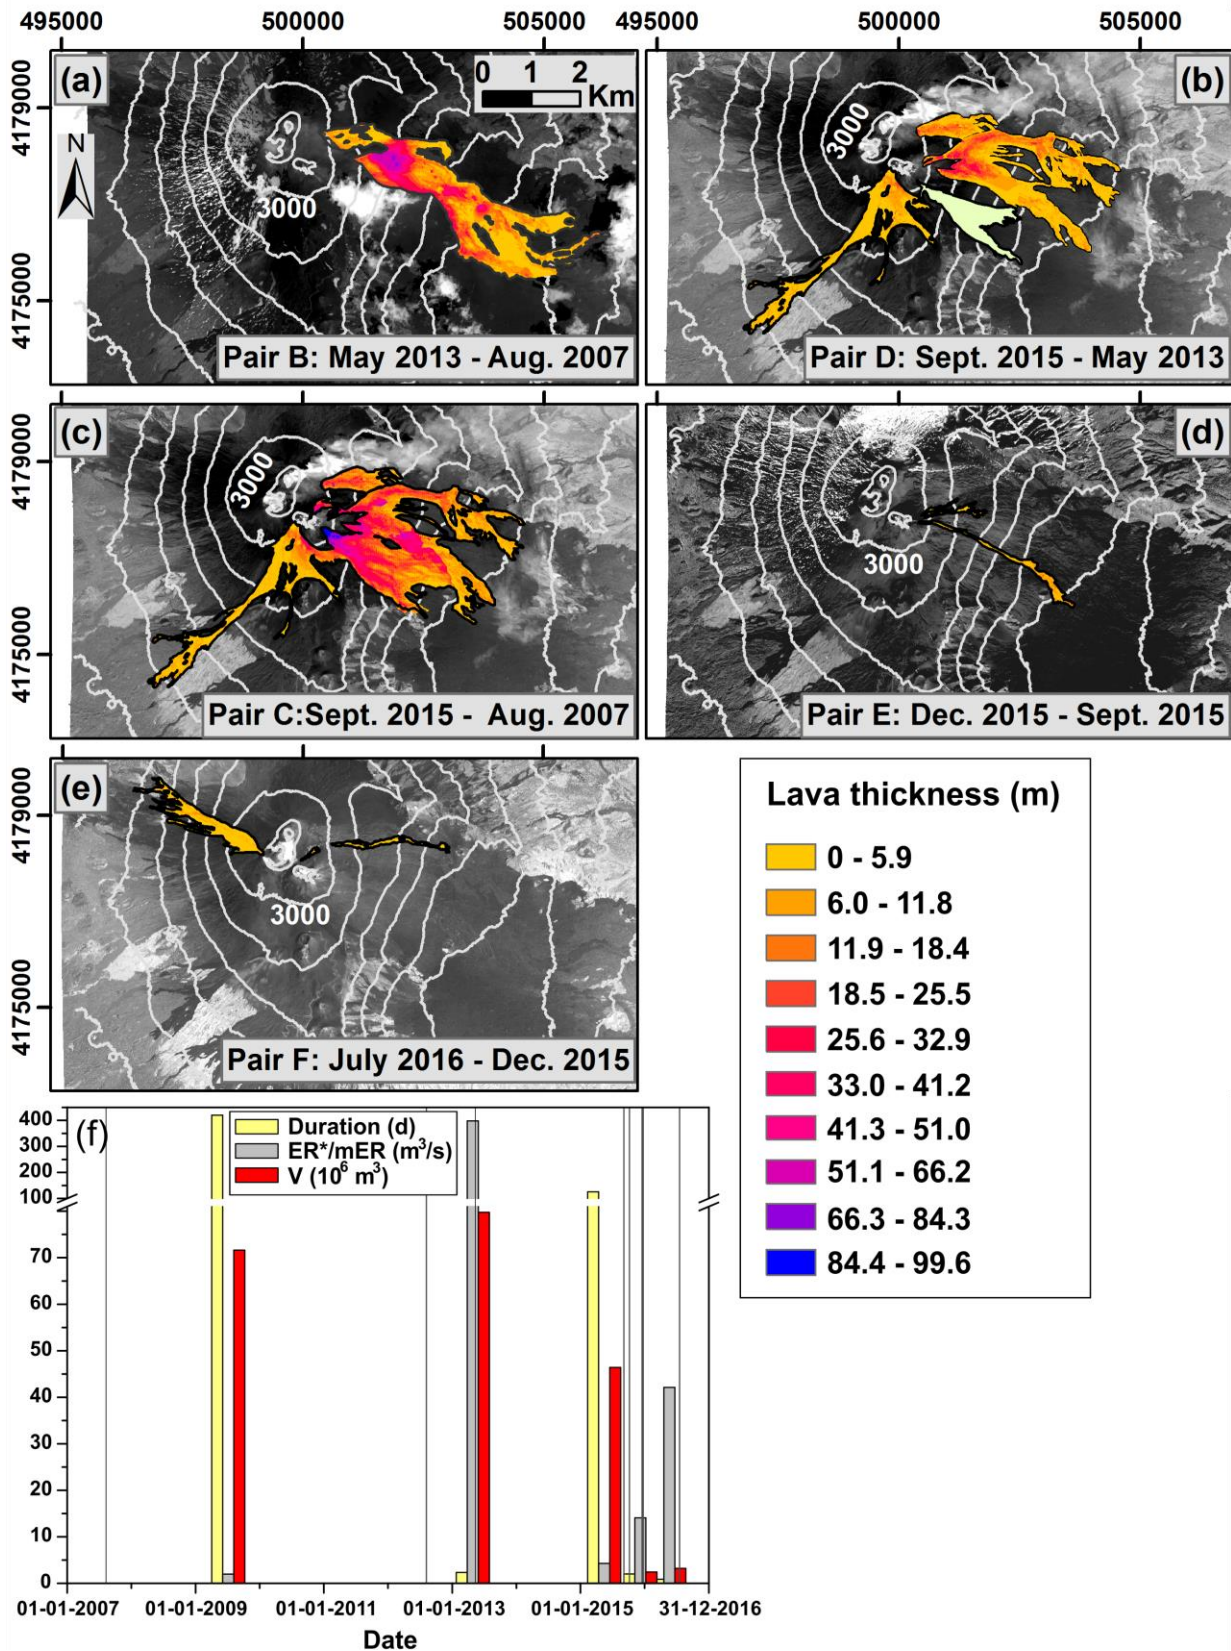 495000 500000 505000 495000 500000 505000
(a)
0 1 2
Km
N
3000
4179000
4175000
Pair B: May 2013 - Aug. 2007
(b)
3000
Pair D: Sept. 2015 - May 2013
(c)
3000
4179000
4175000
Pair C:Sept. 2015 - Aug. 2007
(d)
3000
Pair E: Dec. 2015 - Sept. 2015
(e)
3000
4179000
4175000
Pair F: July 2016 - Dec. 2015
Lava thickness (m)
0 - 5.9
6.0 - 11.8
11.9 - 18.4
18.5 - 25.5
25.6 - 32.9
33.0 - 41.2
41.3 - 51.0
51.1 - 66.2
66.3 - 84.3
84.4 - 99.6
(f)
Duration (d)
ER*/mER (m³/s)
V (10⁶ m³)
400
300
200
100
70
60
50
40
30
20
10
0
01-01-2007 01-01-2009 01-01-2011 01-01-2013 01-01-2015 31-12-2016
Date